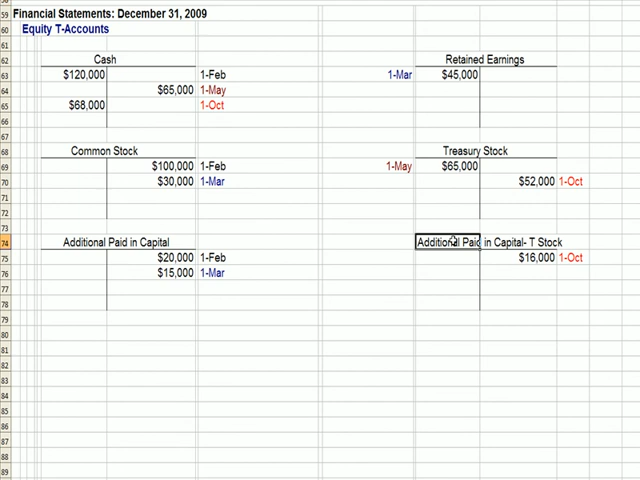 59 Financial Statements: December 31, 2009
60 Equity T-Accounts
61
62 Cash Retained Earnings
63 $120,000 1-Feb 1-Mar $45,000
64 $65,000 1-May
65 $68,000 1-Oct
66
67
68 Common Stock Treasury Stock
69 $100,000 1-Feb 1-May $65,000
70 $30,000 1-Mar $52,000 1-Oct
71
72
73
74 Additional Paid in Capital Additional Paid in Capital- T Stock
75 $20,000 1-Feb $16,000 1-Oct
76 $15,000 1-Mar
77
78
79
80
81
82
83
84
85
86
87
88
89